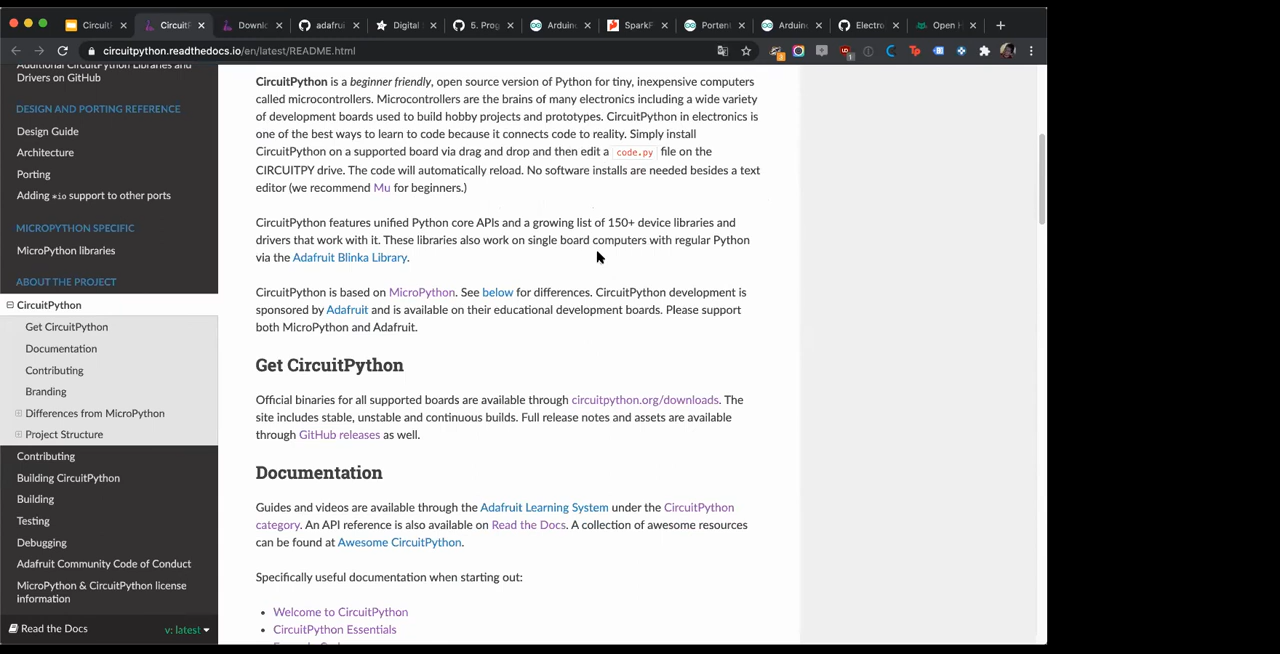 Circuitl
Circuitl
Downlo
adafrui
Digital
5. Prog
Arduin
SparkF
Portent
Arduin
Electro
Open H
circuitpython.readthedocs.io/en/latest/README.html
Additional CircuitPython Libraries and
Drivers on GitHub
DESIGN AND PORTING REFERENCE
Design Guide
Architecture
Porting
Adding *io support to other ports
MICROPYTHON SPECIFIC
MicroPython libraries
ABOUT THE PROJECT
CircuitPython
Get CircuitPython
Documentation
Contributing
Branding
Differences from MicroPython
Project Structure
Contributing
Building CircuitPython
Building
Testing
Debugging
Adafruit Community Code of Conduct
MicroPython & CircuitPython license
information
Read the Docs
v: latest
CircuitPython is a beginner friendly, open source version of Python for tiny, inexpensive computers
called microcontrollers. Microcontrollers are the brains of many electronics including a wide variety
of development boards used to build hobby projects and prototypes. CircuitPython in electronics is
one of the best ways to learn to code because it connects code to reality. Simply install
CircuitPython on a supported board via drag and drop and then edit a code.py file on the
CIRCUITPY drive. The code will automatically reload. No software installs are needed besides a text
editor (we recommend Mu for beginners.)
CircuitPython features unified Python core APIs and a growing list of 150+ device libraries and
drivers that work with it. These libraries also work on single board computers with regular Python
via the Adafruit Blinka Library.
CircuitPython is based on MicroPython. See below for differences. CircuitPython development is
sponsored by Adafruit and is available on their educational development boards. Please support
both MicroPython and Adafruit.
Get CircuitPython
Official binaries for all supported boards are available through circuitpython.org/downloads. The
site includes stable, unstable and continuous builds. Full release notes and assets are available
through GitHub releases as well.
Documentation
Guides and videos are available through the Adafruit Learning System under the CircuitPython
category. An API reference is also available on Read the Docs. A collection of awesome resources
can be found at Awesome CircuitPython.
Specifically useful documentation when starting out:
Welcome to CircuitPython
CircuitPython Essentials